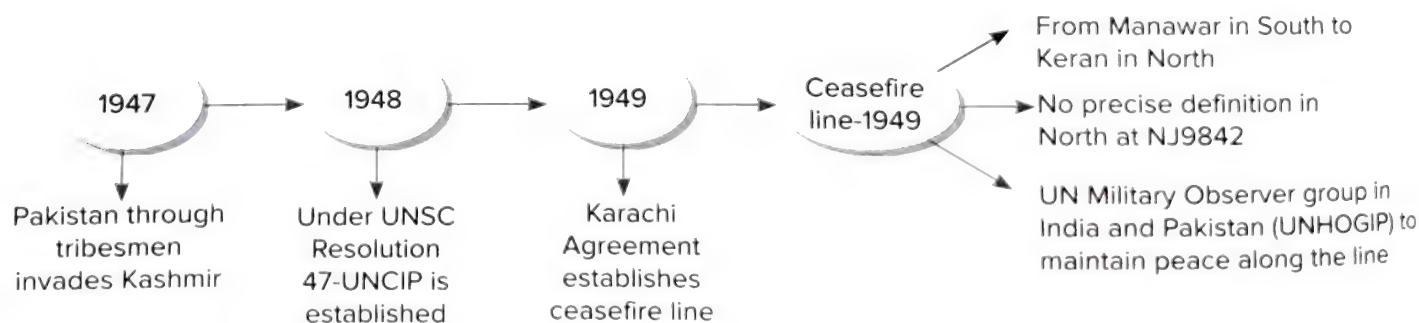 1947
Pakistan through
tribesmen
invades Kashmir
1948
Under UNSC
Resolution
47-UNCIP is
established
1949
Karachi
Agreement
establishes
ceasefire line
Ceasefire
line-1949
From Manawar in South to
Keran in North
No precise definition in
North at NJ9842
UN Military Observer group in
India and Pakistan (UNHOGIP) to
maintain peace along the line